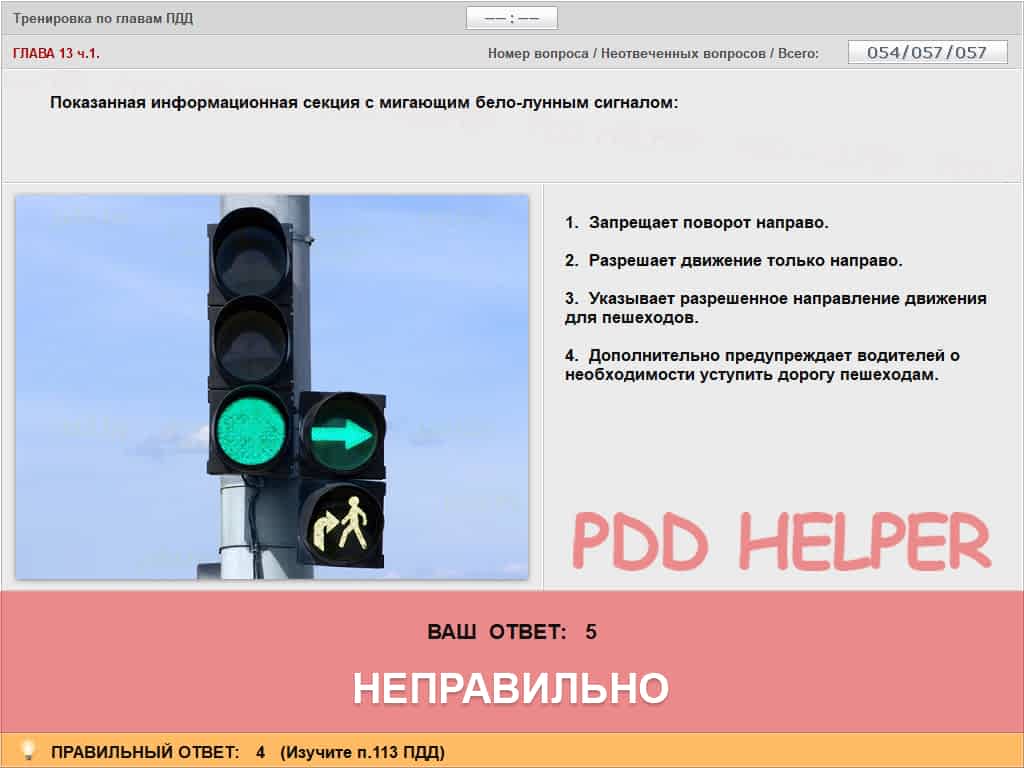 Тренировка по главам ПДД
—— : ——
ГЛАВА 13 ч.1.
Номер вопроса / Неотвеченных вопросов / Всего: 054/057/057
Показанная информационная секция с мигающим бело-лунным сигналом:
1. Запрещает поворот направо.
2. Разрешает движение только направо.
3. Указывает разрешенное направление движения
для пешеходов.
4. Дополнительно предупреждает водителей о
необходимости уступить дорогу пешеходам.
PDD HELPER
ВАШ ОТВЕТ: 5
НЕПРАВИЛЬНО
ПРАВИЛЬНЫЙ ОТВЕТ: 4 (Изучите п.113 ПДД)